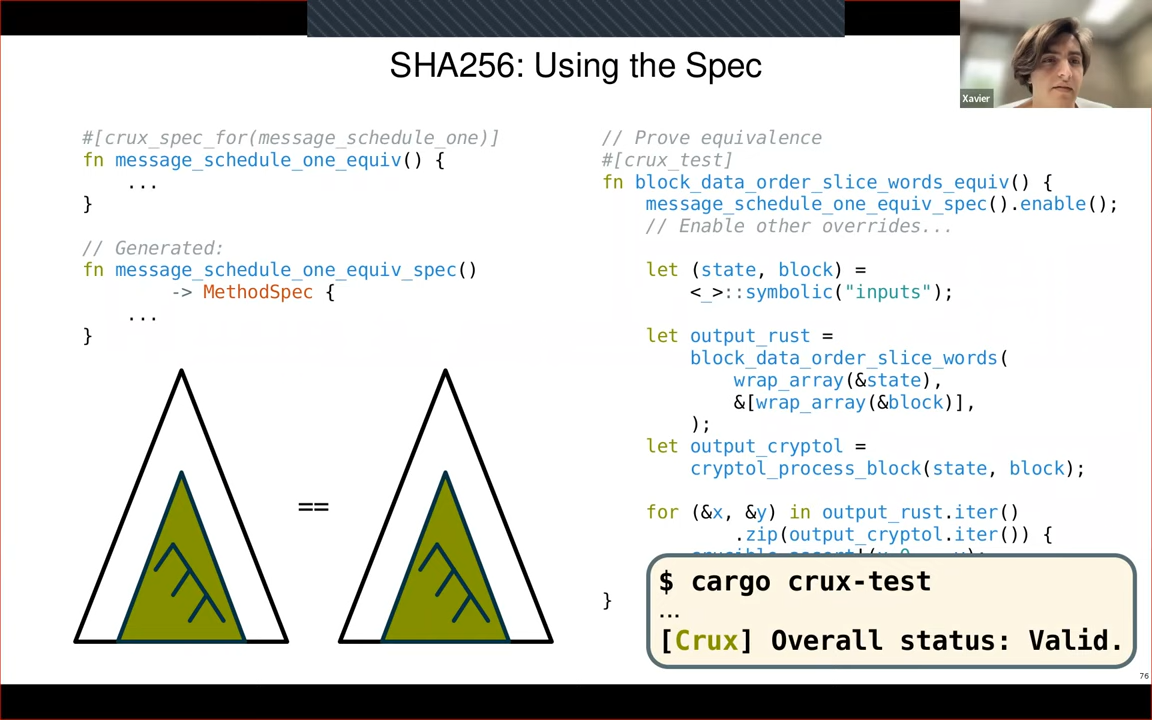 SHA256: Using the Spec
Xavier
#[crux_spec_for(message_schedule_one)]
fn message_schedule_one_equiv() {
    ...
}
// Generated:
fn message_schedule_one_equiv_spec()
        -> MethodSpec {
    ...
}
==
// Prove equivalence
#[crux_test]
fn block_data_order_slice_words_equiv() {
    message_schedule_one_equiv_spec().enable();
    // Enable other overrides...
    let (state, block) =
        <_>::symbolic("inputs");
    let output_rust =
        block_data_order_slice_words(
            wrap_array(&state),
            &[wrap_array(&block)],
        );
    let output_cryptol =
        cryptol_process_block(state, block);
    for (&x, &y) in output_rust.iter()
            .zip(output_cryptol.iter()) {
}
$ cargo crux-test
...
[Crux] Overall status: Valid.
76